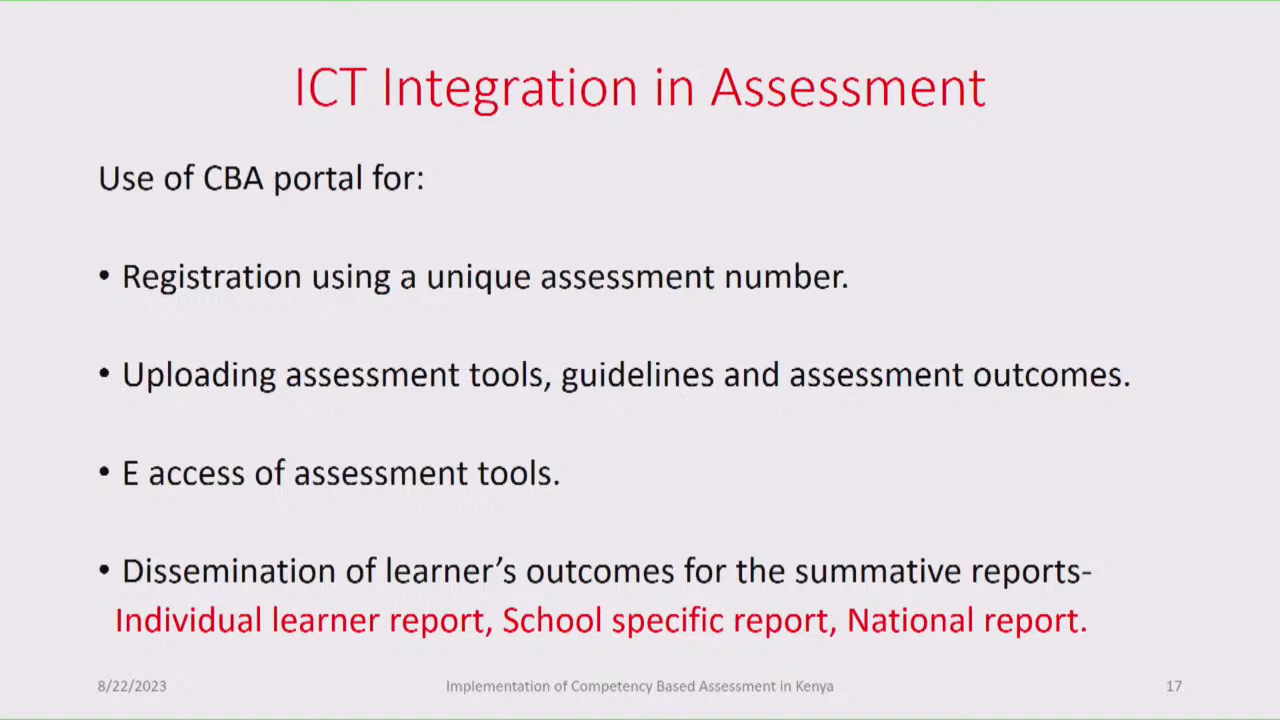 ICT Integration in Assessment
Use of CBA portal for:
• Registration using a unique assessment number.
• Uploading assessment tools, guidelines and assessment outcomes.
• E access of assessment tools.
• Dissemination of learner’s outcomes for the summative reports-
Individual learner report, School specific report, National report.
8/22/2023
Implementation of Competency Based Assessment in Kenya
17